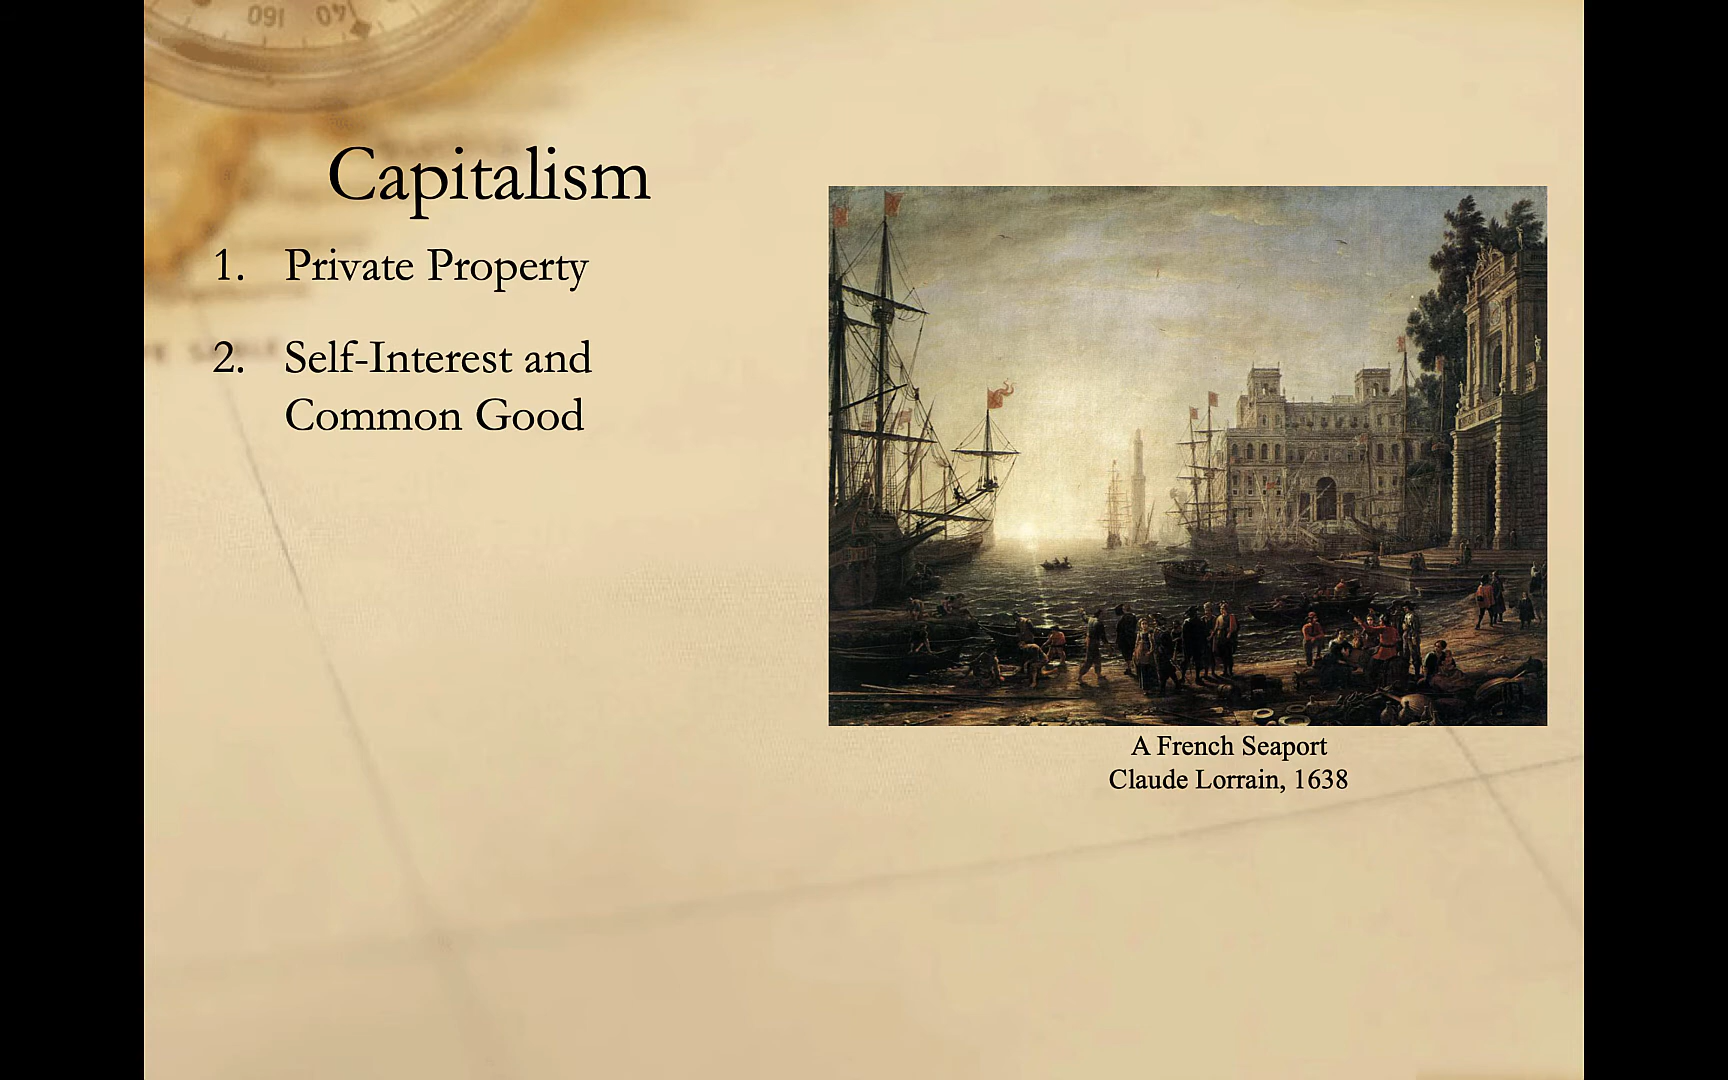 Capitalism
1. Private Property
2. Self-Interest and
Common Good
A French Seaport
Claude Lorrain, 1638